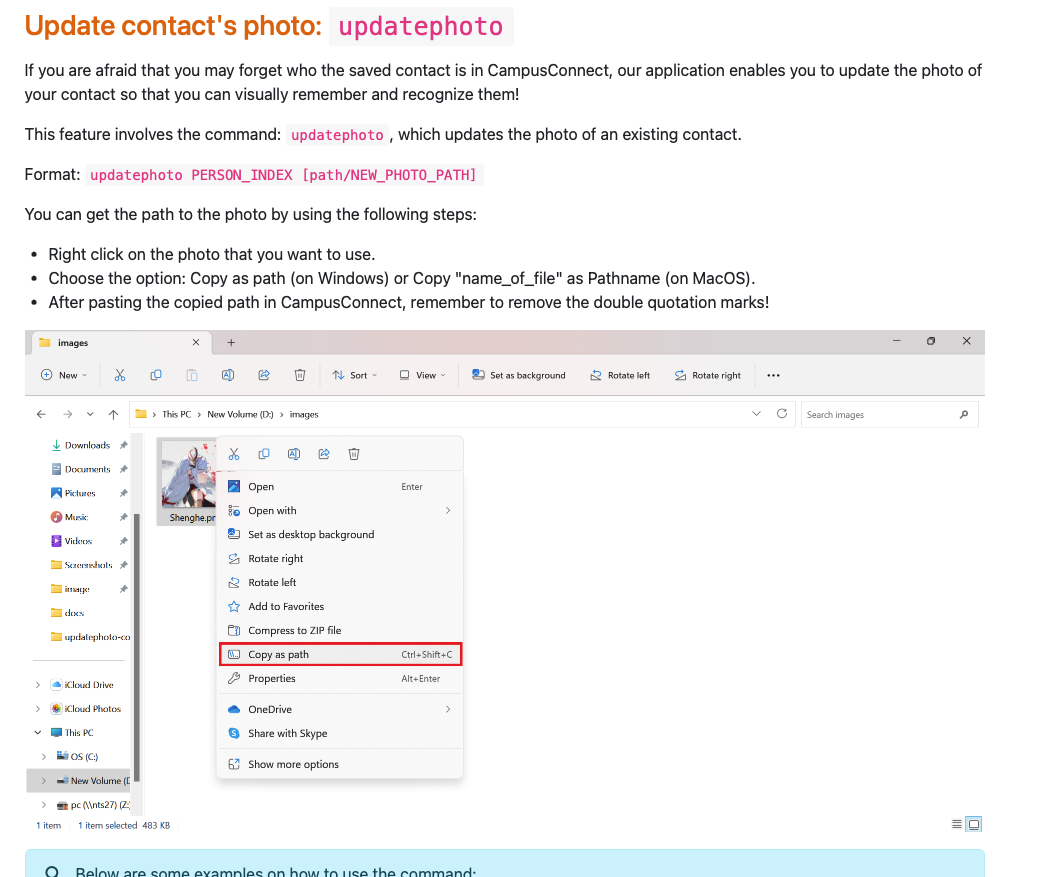 Update contact's photo: updatephoto
If you are afraid that you may forget who the saved contact is in CampusConnect, our application enables you to update the photo of
your contact so that you can visually remember and recognize them!
This feature involves the command: updatephoto , which updates the photo of an existing contact.
Format: updatephoto PERSON_INDEX [path/NEW_PHOTO_PATH]
You can get the path to the photo by using the following steps:
• Right click on the photo that you want to use.
• Choose the option: Copy as path (on Windows) or Copy "name_of_file" as Pathname (on MacOS).
• After pasting the copied path in CampusConnect, remember to remove the double quotation marks!
images
New Sort View Set as background Rotate left Rotate right
This PC > New Volume (D:) > images Search images
Downloads
Documents
Pictures
Music
Videos
Screenshots
image
docs
updatephoto-co
iCloud Drive
iCloud Photos
This PC
OS (C:)
New Volume (D
pc (\\nts27) (Z:
Shenghe.pn
Open Enter
Open with
Set as desktop background
Rotate right
Rotate left
Add to Favorites
Compress to ZIP file
Copy as path Ctrl+Shift+C
Properties Alt+Enter
OneDrive
Share with Skype
Show more options
1 item 1 item selected 483 KB
Below are some examples on how to use the command: